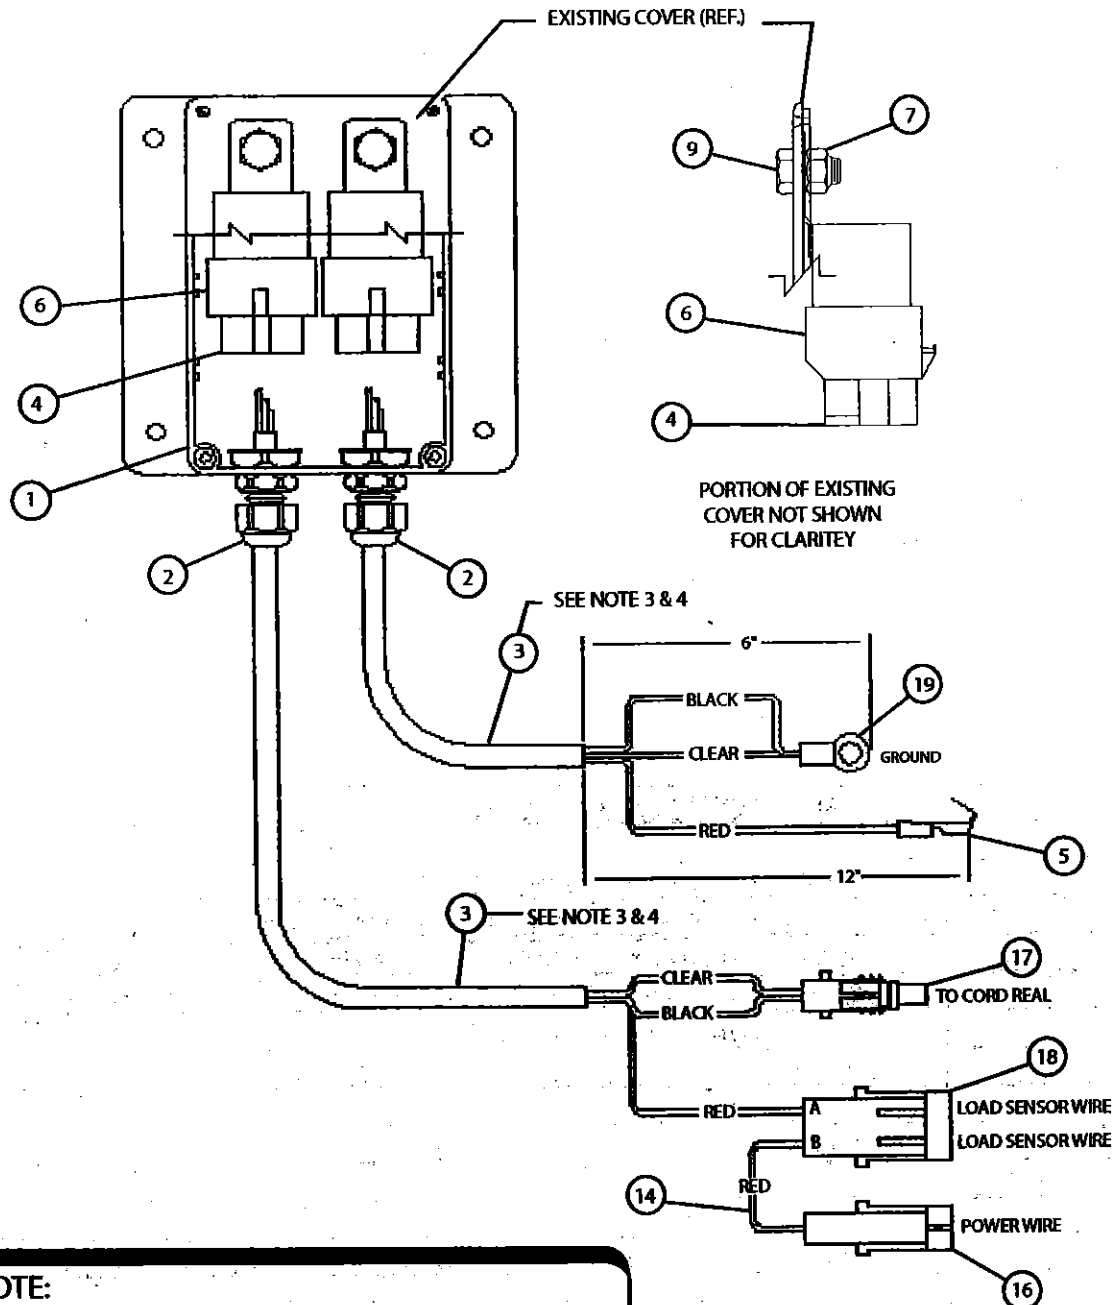 EXISTING COVER (REF.)
7
9
6
6
4
4
1
PORTION OF EXISTING
COVER NOT SHOWN
FOR CLARITEY
2
2
SEE NOTE 3 & 4
3
6"
BLACK
19
CLEAR
GROUND
RED
5
12"
3
SEE NOTE 3 & 4
CLEAR
17
TO CORD REAL
BLACK
18
RED
A
LOAD SENSOR WIRE
B
LOAD SENSOR WIRE
RED
14
POWER WIRE
16
OTE: